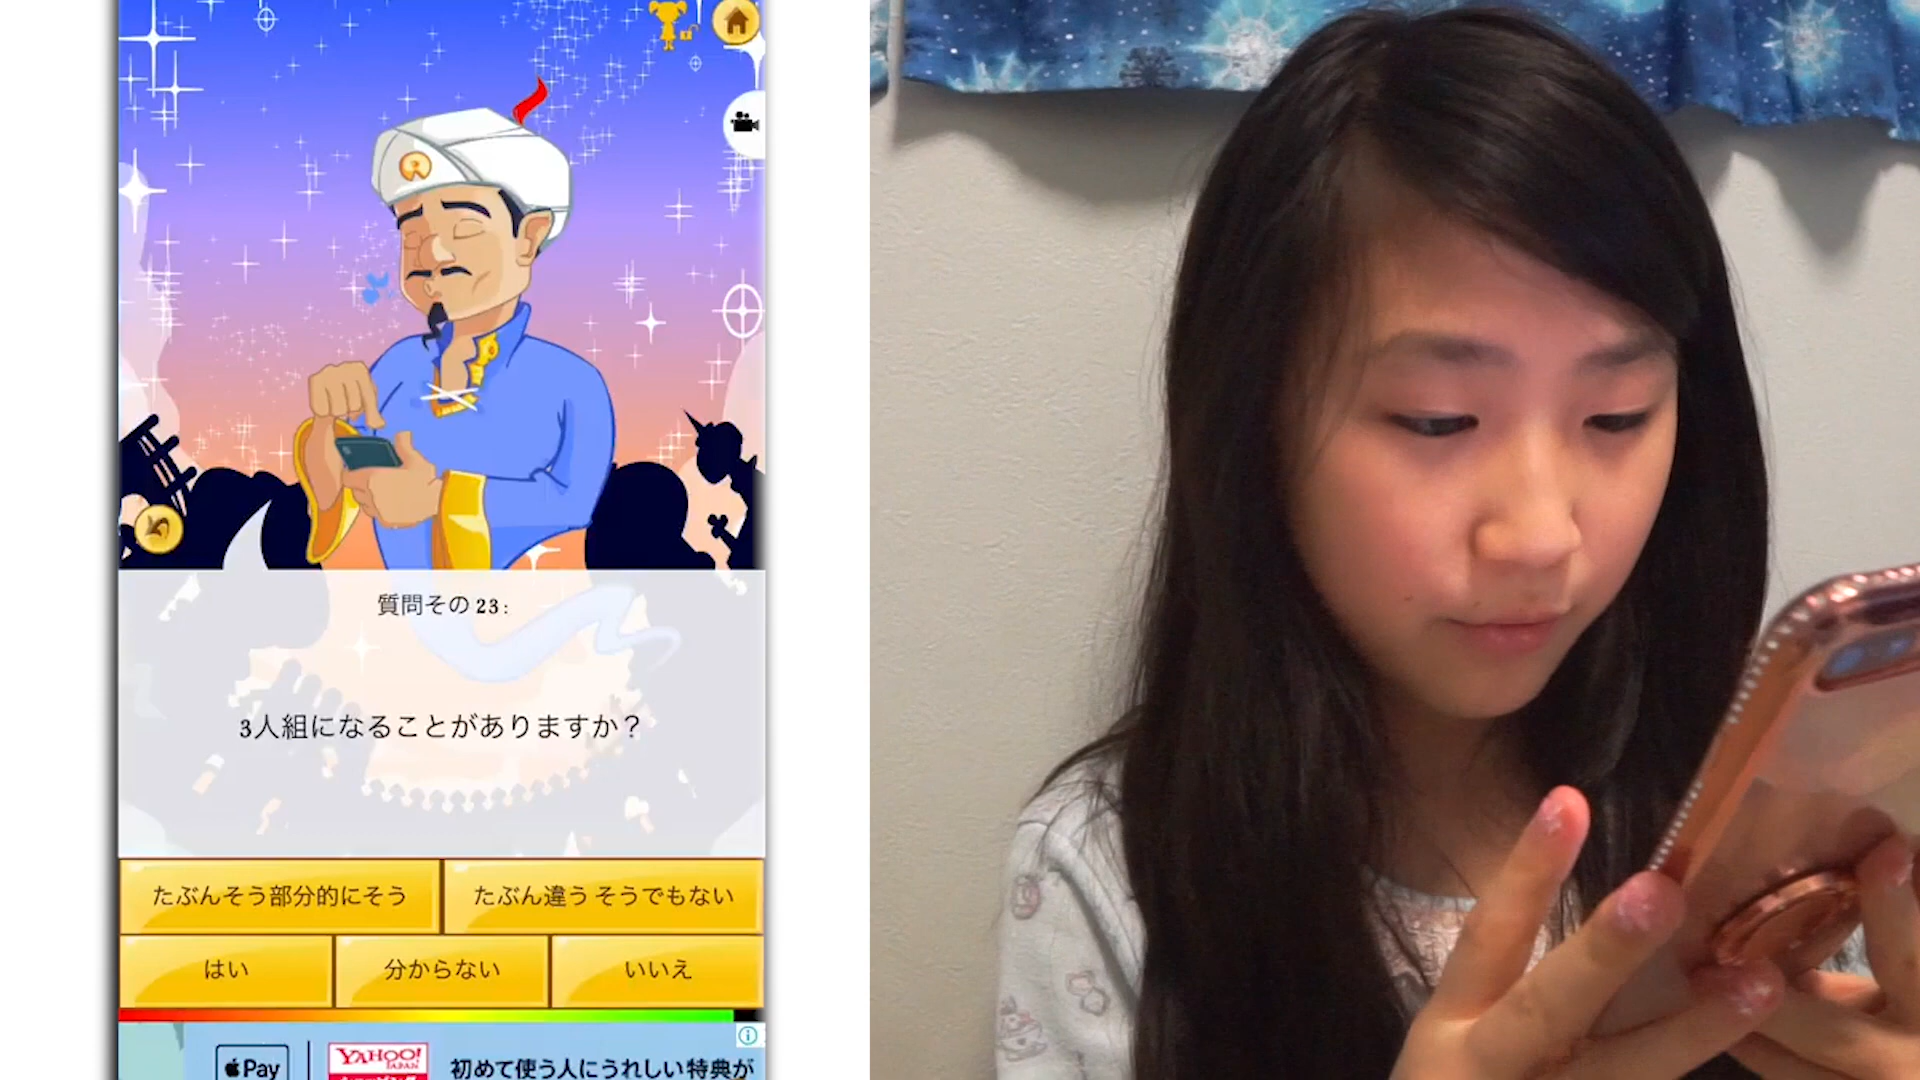 質問その23:
3人組になることがありますか？
たぶんそう部分的にそう
たぶん違う そうでもない
はい
分からない
いいえ
Pay
YAHOO!
JAPAN
初めて使う人にうれしい特典が